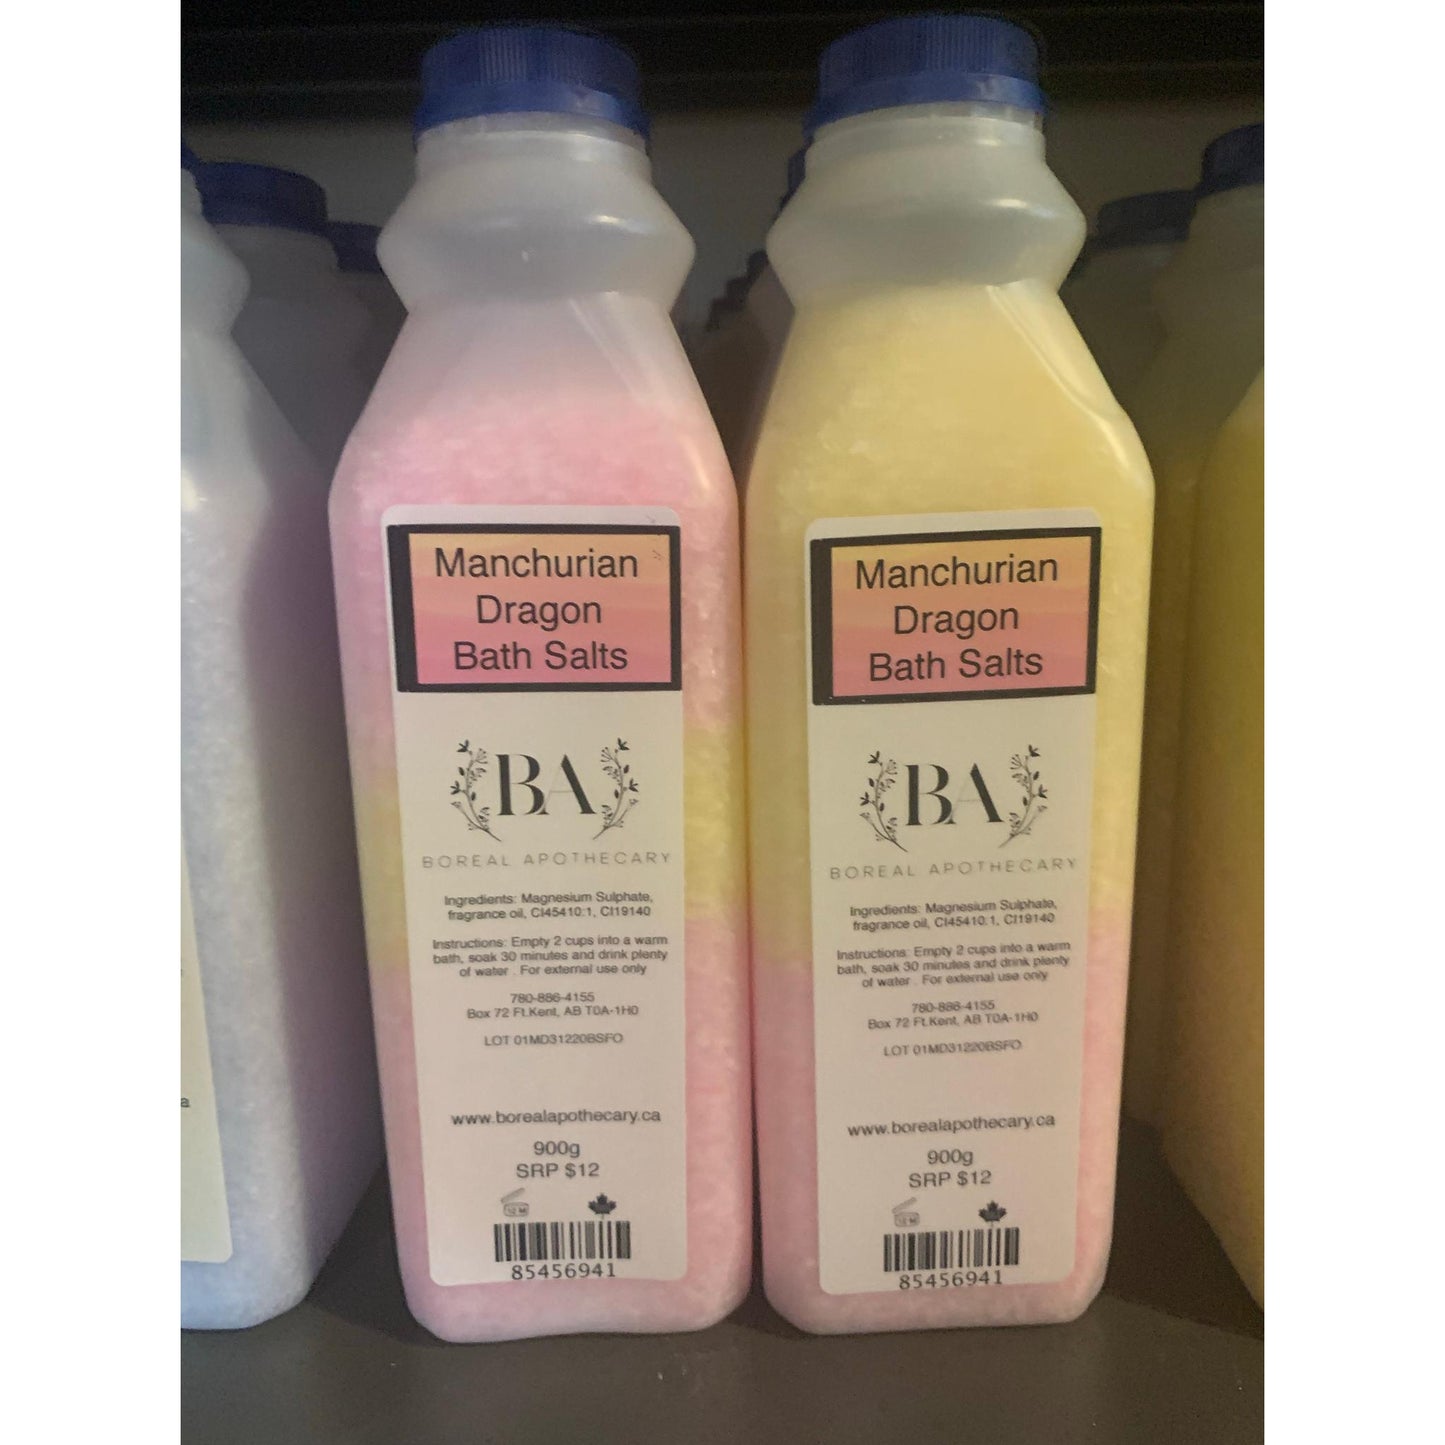 Manchurian
Dragon
Bath Salts
BA
BOREAL APOTHECARY
Ingredients: Magnesium Sulphate,
fragrance oil, CI45410:1, CI19140
Instructions: Empty 2 cups into a warm
bath, soak 30 minutes and drink plenty
of water . For external use only
780-886-4155
Box 72 Ft.Kent, AB T0A-1H0
LOT 01MD31220BSFO
www.borealapothecary.ca
900g
SRP $12
12 M
85456941
Manchurian
Dragon
Bath Salts
BA
BOREAL APOTHECARY
Ingredients: Magnesium Sulphate,
fragrance oil, CI45410:1, CI19140
Instructions: Empty 2 cups into a warm
bath, soak 30 minutes and drink plenty
of water . For external use only
780-886-4155
Box 72 Ft.Kent, AB T0A-1H0
LOT 01MD31220BSFO
www.borealapothecary.ca
900g
SRP $12
12 M
85456941